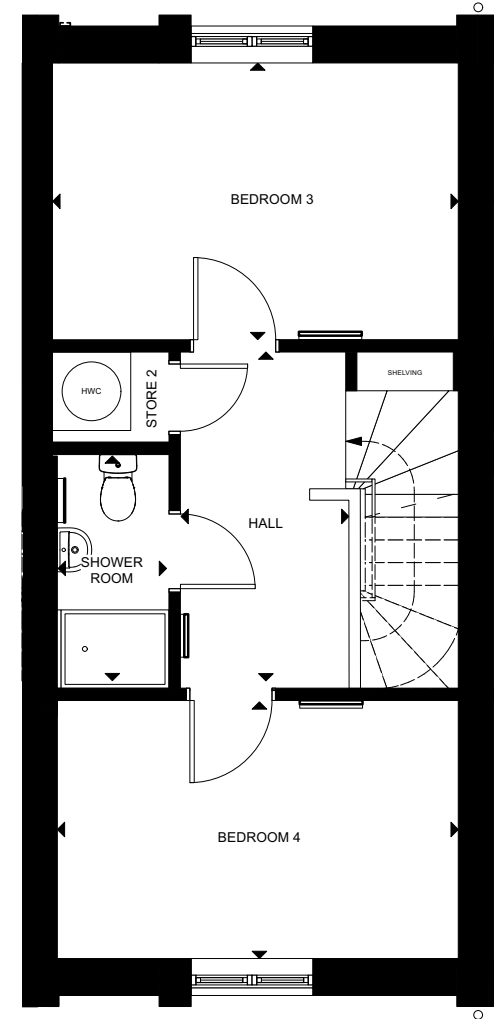 BEDROOM 3
SHELVING
HWC
STORE 2
HALL
SHOWER
ROOM
BEDROOM 4